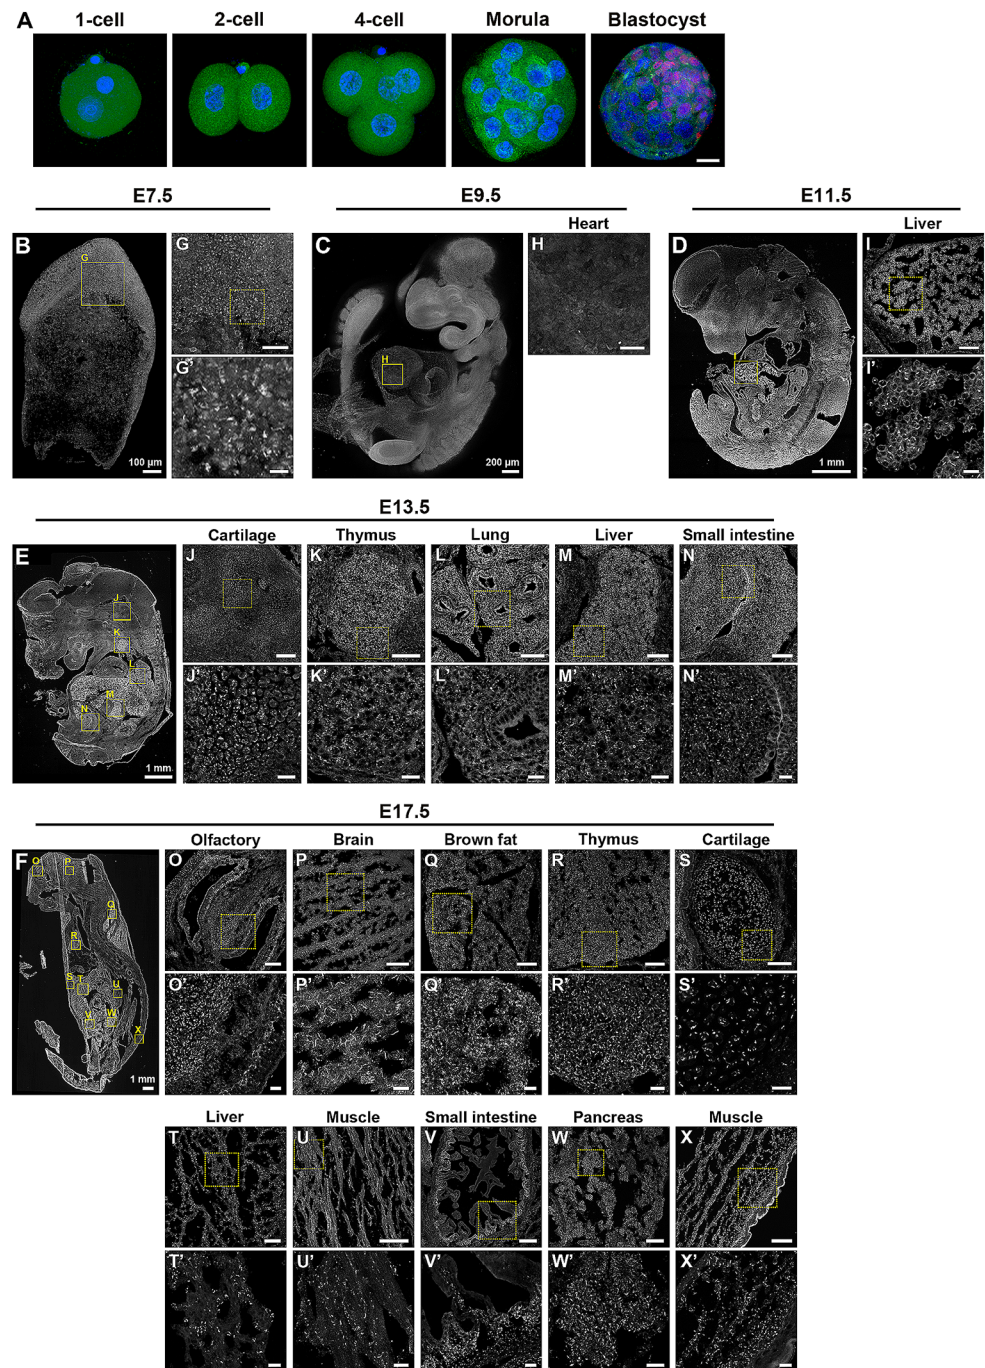 A
1-cell 2-cell 4-cell Morula Blastocyst
E7.5 E9.5 E11.5
Heart Liver
B G C H D I
G
H
I
G' I'
100 µm 200 µm 1 mm
E13.5
Cartilage Thymus Lung Liver Small intestine
E J K L M N
J
K
L
M
N
J' K' L' M' N'
1 mm
E17.5
Olfactory Brain Brown fat Thymus Cartilage
F O P Q R S
O P
Q
R
S T U
V W
X
O' P' Q' R' S'
1 mm
Liver Muscle Small intestine Pancreas Muscle
T U V W X
T' U' V' W' X'